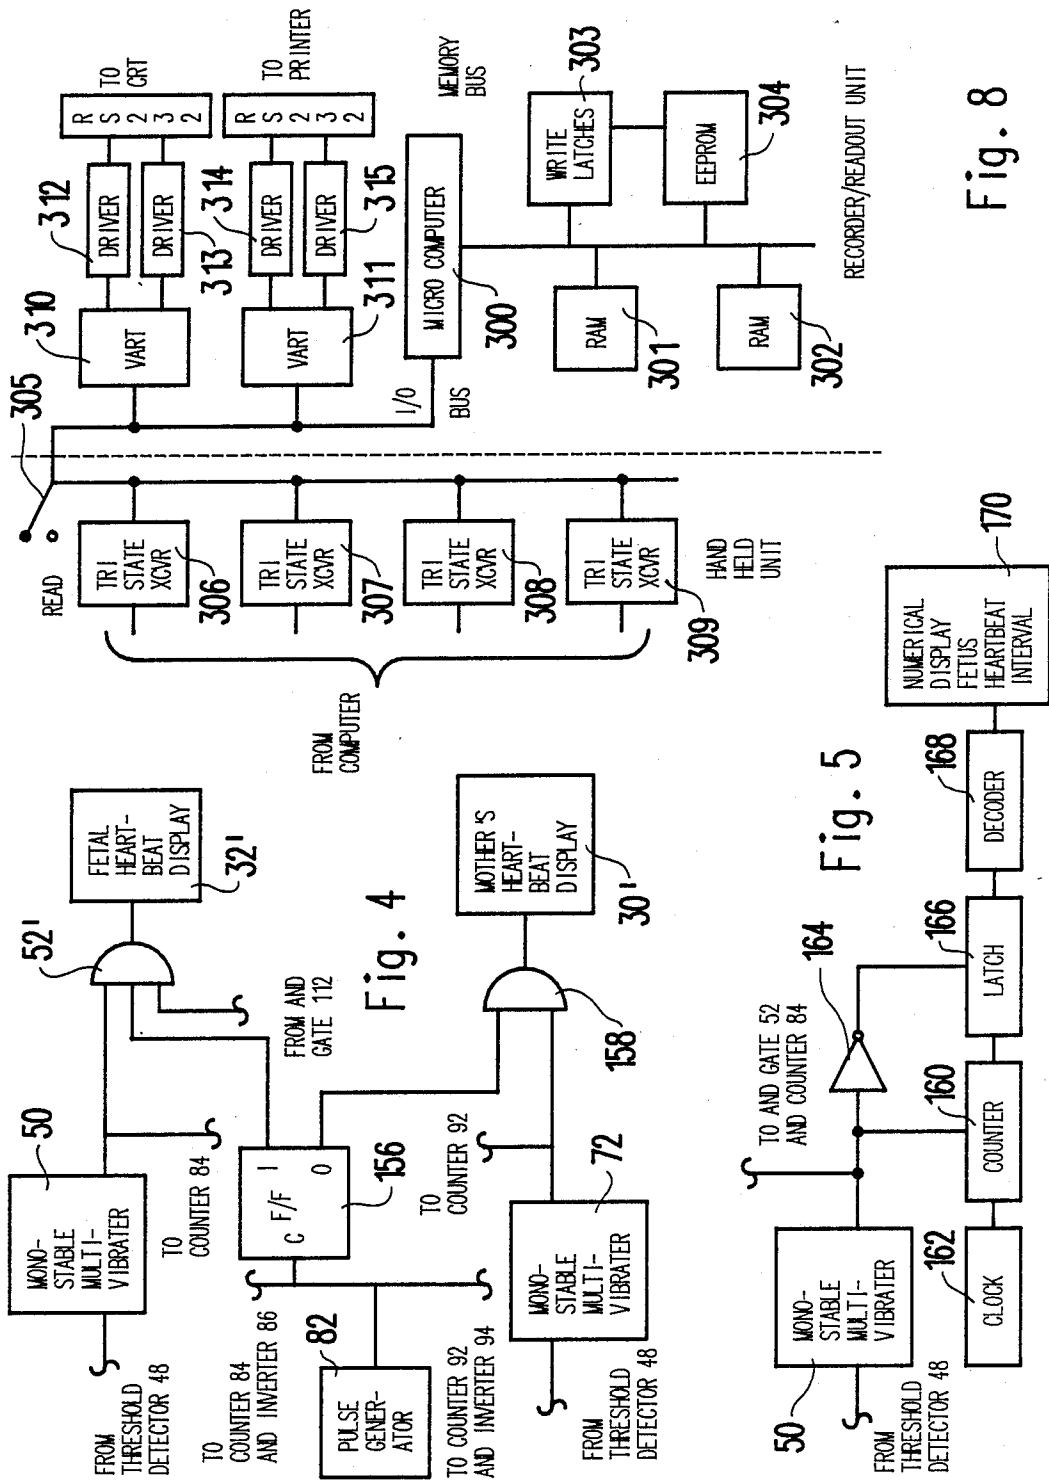 FROM
THRESHOLD
DETECTOR 48
MONO-
STABLE
MULTI-
VIBRATER
50
TO
COUNTER 84
52'
FETAL
HEART-
BEAT
DISPLAY
32'
TO
COUNTER 84
AND INVERTER 86
C F/F 1
0
156
FROM AND
GATE 112
PULSE
GENER-
ATOR
82
TO COUNTER 92
AND INVERTER 94
TO
COUNTER 92
FROM
THRESHOLD
DETECTOR 48
MONO-
STABLE
MULTI-
VIBRATER
72
158
MOTHER'S
HEART-
BEAT
DISPLAY
30'
Fig. 4
FROM
THRESHOLD
DETECTOR 48
MONO-
STABLE
MULTI-
VIBRATER
50
TO AND GATE 52
AND COUNTER 84
164
CLOCK
162
COUNTER
160
LATCH
166
DECODER
168
NUMERICAL
DISPLAY
FETUS
HEARTBEAT
INTERVAL
170
Fig. 5
READ
305
FROM
COMPUTER
TRI
STATE
XCVR
306
TRI
STATE
XCVR
307
TRI
STATE
XCVR
308
TRI
STATE
XCVR
309
HAND
HELD
UNIT
VART
310
DRIVER
312
DRIVER
313
RS232
TO
CRT
VART
311
DRIVER
314
DRIVER
315
RS232
TO
PRINTER
I/O
BUS
MICRO COMPUTER
300
MEMORY
BUS
RAM
301
RAM
302
WRITE
LATCHES
303
EEPROM
304
RECORDER/READOUT UNIT
Fig. 8